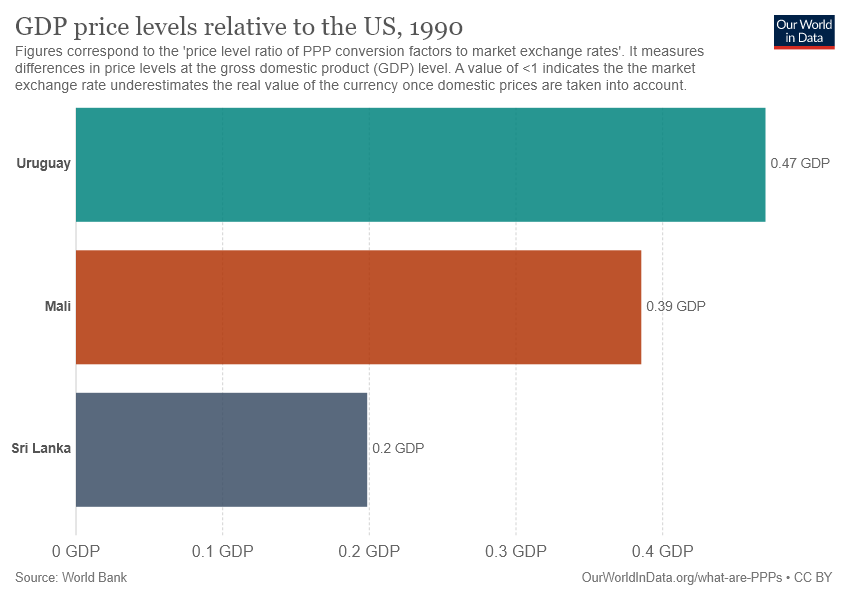 GDP price levels relative to the US, 1990
Our World
in Data
Figures correspond to the 'price level ratio of PPP conversion factors to market exchange rates'. It measures
differences in price levels at the gross domestic product (GDP) level. A value of <1 indicates the the market
exchange rate underestimates the real value of the currency once domestic prices are taken into account.
Uruguay
0.47 GDP
Mali
0.39 GDP
Sri Lanka
0.2 GDP
0 GDP
0.1 GDP
0.2 GDP
0.3 GDP
0.4 GDP
Source: World Bank
OurWorldInData.org/what-are-PPPs • CC BY